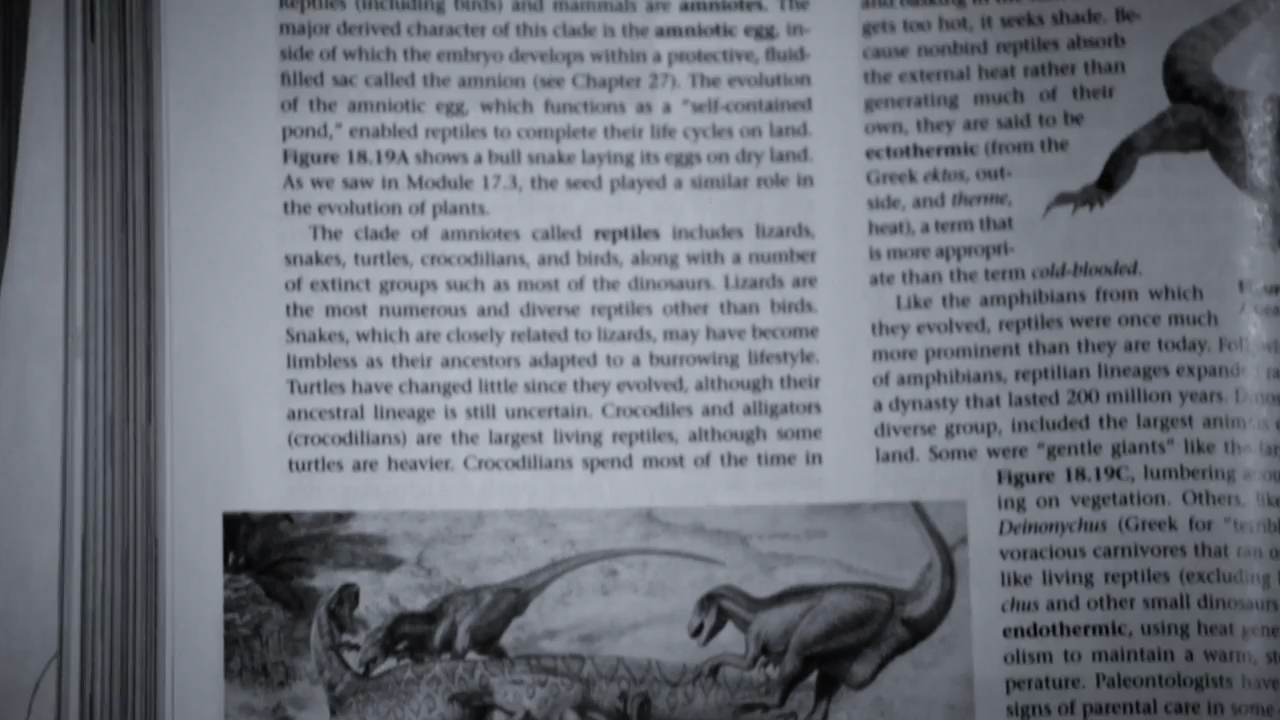 Reptiles (including birds) and mammals are amniotes. The
major derived character of this clade is the amniotic egg, in-
side of which the embryo develops within a protective, fluid-
filled sac called the amnion (see Chapter 27). The evolution
of the amniotic egg, which functions as a "self-contained
pond," enabled reptiles to complete their life cycles on land.
Figure 18.19A shows a bull snake laying its eggs on dry land.
As we saw in Module 17.3, the seed played a similar role in
the evolution of plants.
The clade of amniotes called reptiles includes lizards,
snakes, turtles, crocodilians, and birds, along with a number
of extinct groups such as most of the dinosaurs. Lizards are
the most numerous and diverse reptiles other than birds.
Snakes, which are closely related to lizards, may have become
limbless as their ancestors adapted to a burrowing lifestyle.
Turtles have changed little since they evolved, although their
ancestral lineage is still uncertain. Crocodiles and alligators
(crocodilians) are the largest living reptiles, although some
turtles are heavier. Crocodilians spend most of the time in
gets too hot, it seeks shade. Be-
cause nonbird reptiles absorb
the external heat rather than
generating much of their
own, they are said to be
ectothermic (from the
Greek ektos, out-
side, and therme,
heat), a term that
is more appropri-
ate than the term cold-blooded.
Like the amphibians from which
they evolved, reptiles were once much
more prominent than they are today.
of amphibians, reptilian lineages
a dynasty that lasted 200 million years.
diverse group, included the largest
land. Some were "gentle giants" like the
Figure 18.19C, lumbering
ing on vegetation. Others, like
Deinonychus (Greek for
voracious carnivores that ran
like living reptiles (excluding
chus and other small dinosaurs
endothermic, using heat
olism to maintain a warm,
perature. Paleontologists have
signs of parental care in some